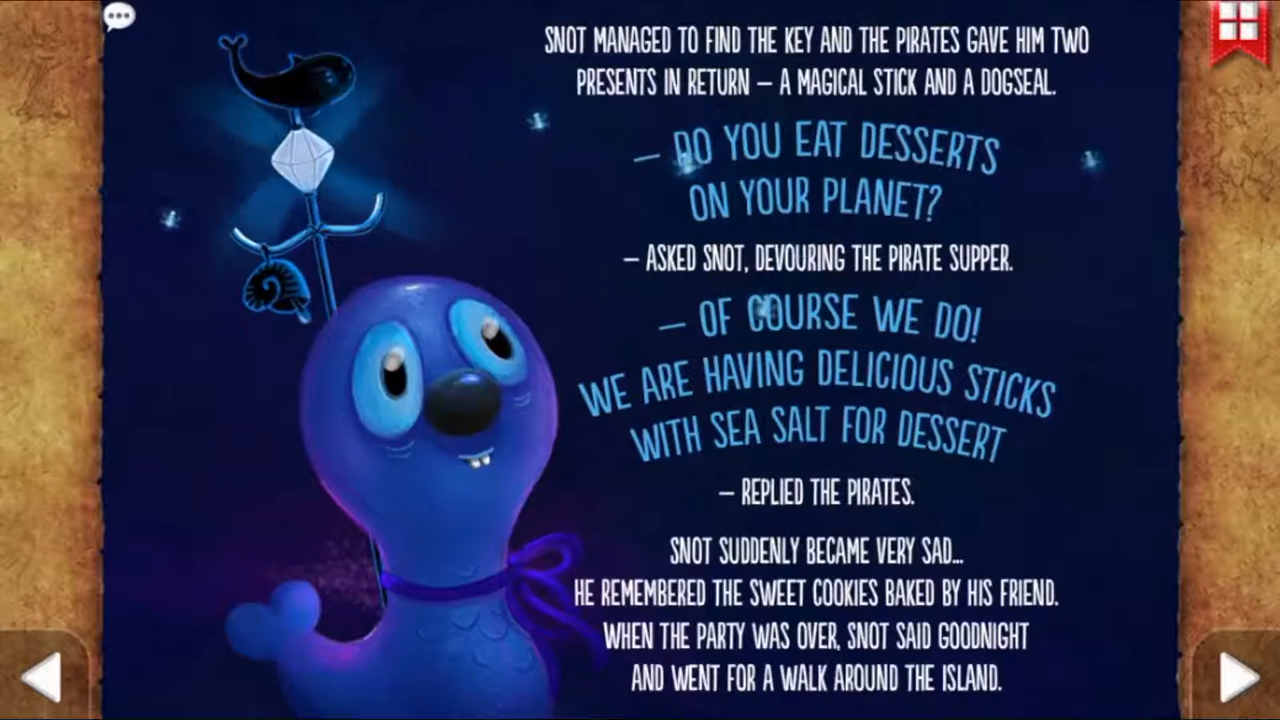 SNOT MANAGED TO FIND THE KEY AND THE PIRATES GAVE HIM TWO
PRESENTS IN RETURN – A MAGICAL STICK AND A DOGSEAL.
– DO YOU EAT DESSERTS
ON YOUR PLANET?
– ASKED SNOT, DEVOURING THE PIRATE SUPPER.
– OF COURSE WE DO!
WE ARE HAVING DELICIOUS STICKS
WITH SEA SALT FOR DESSERT
– REPLIED THE PIRATES.
SNOT SUDDENLY BECAME VERY SAD...
HE REMEMBERED THE SWEET COOKIES BAKED BY HIS FRIEND.
WHEN THE PARTY WAS OVER, SNOT SAID GOODNIGHT
AND WENT FOR A WALK AROUND THE ISLAND.